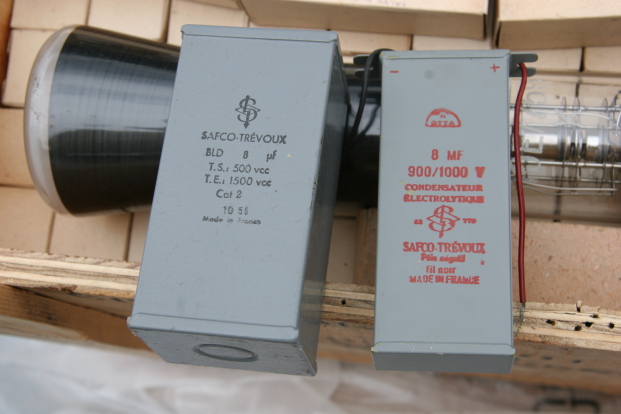 SAFCO-TRÉVOUX
BLD 8 µf
T.S.: 500 vcc
T.E.: 1500 vcc
Cat 2
10 56
Made in France
- +
8 MF
900/1000 V
CONDENSATEUR
ÉLECTROLYTIQUE
SAFCO-TRÉVOUX
Pôle négatif
fil noir
MADE IN FRANCE